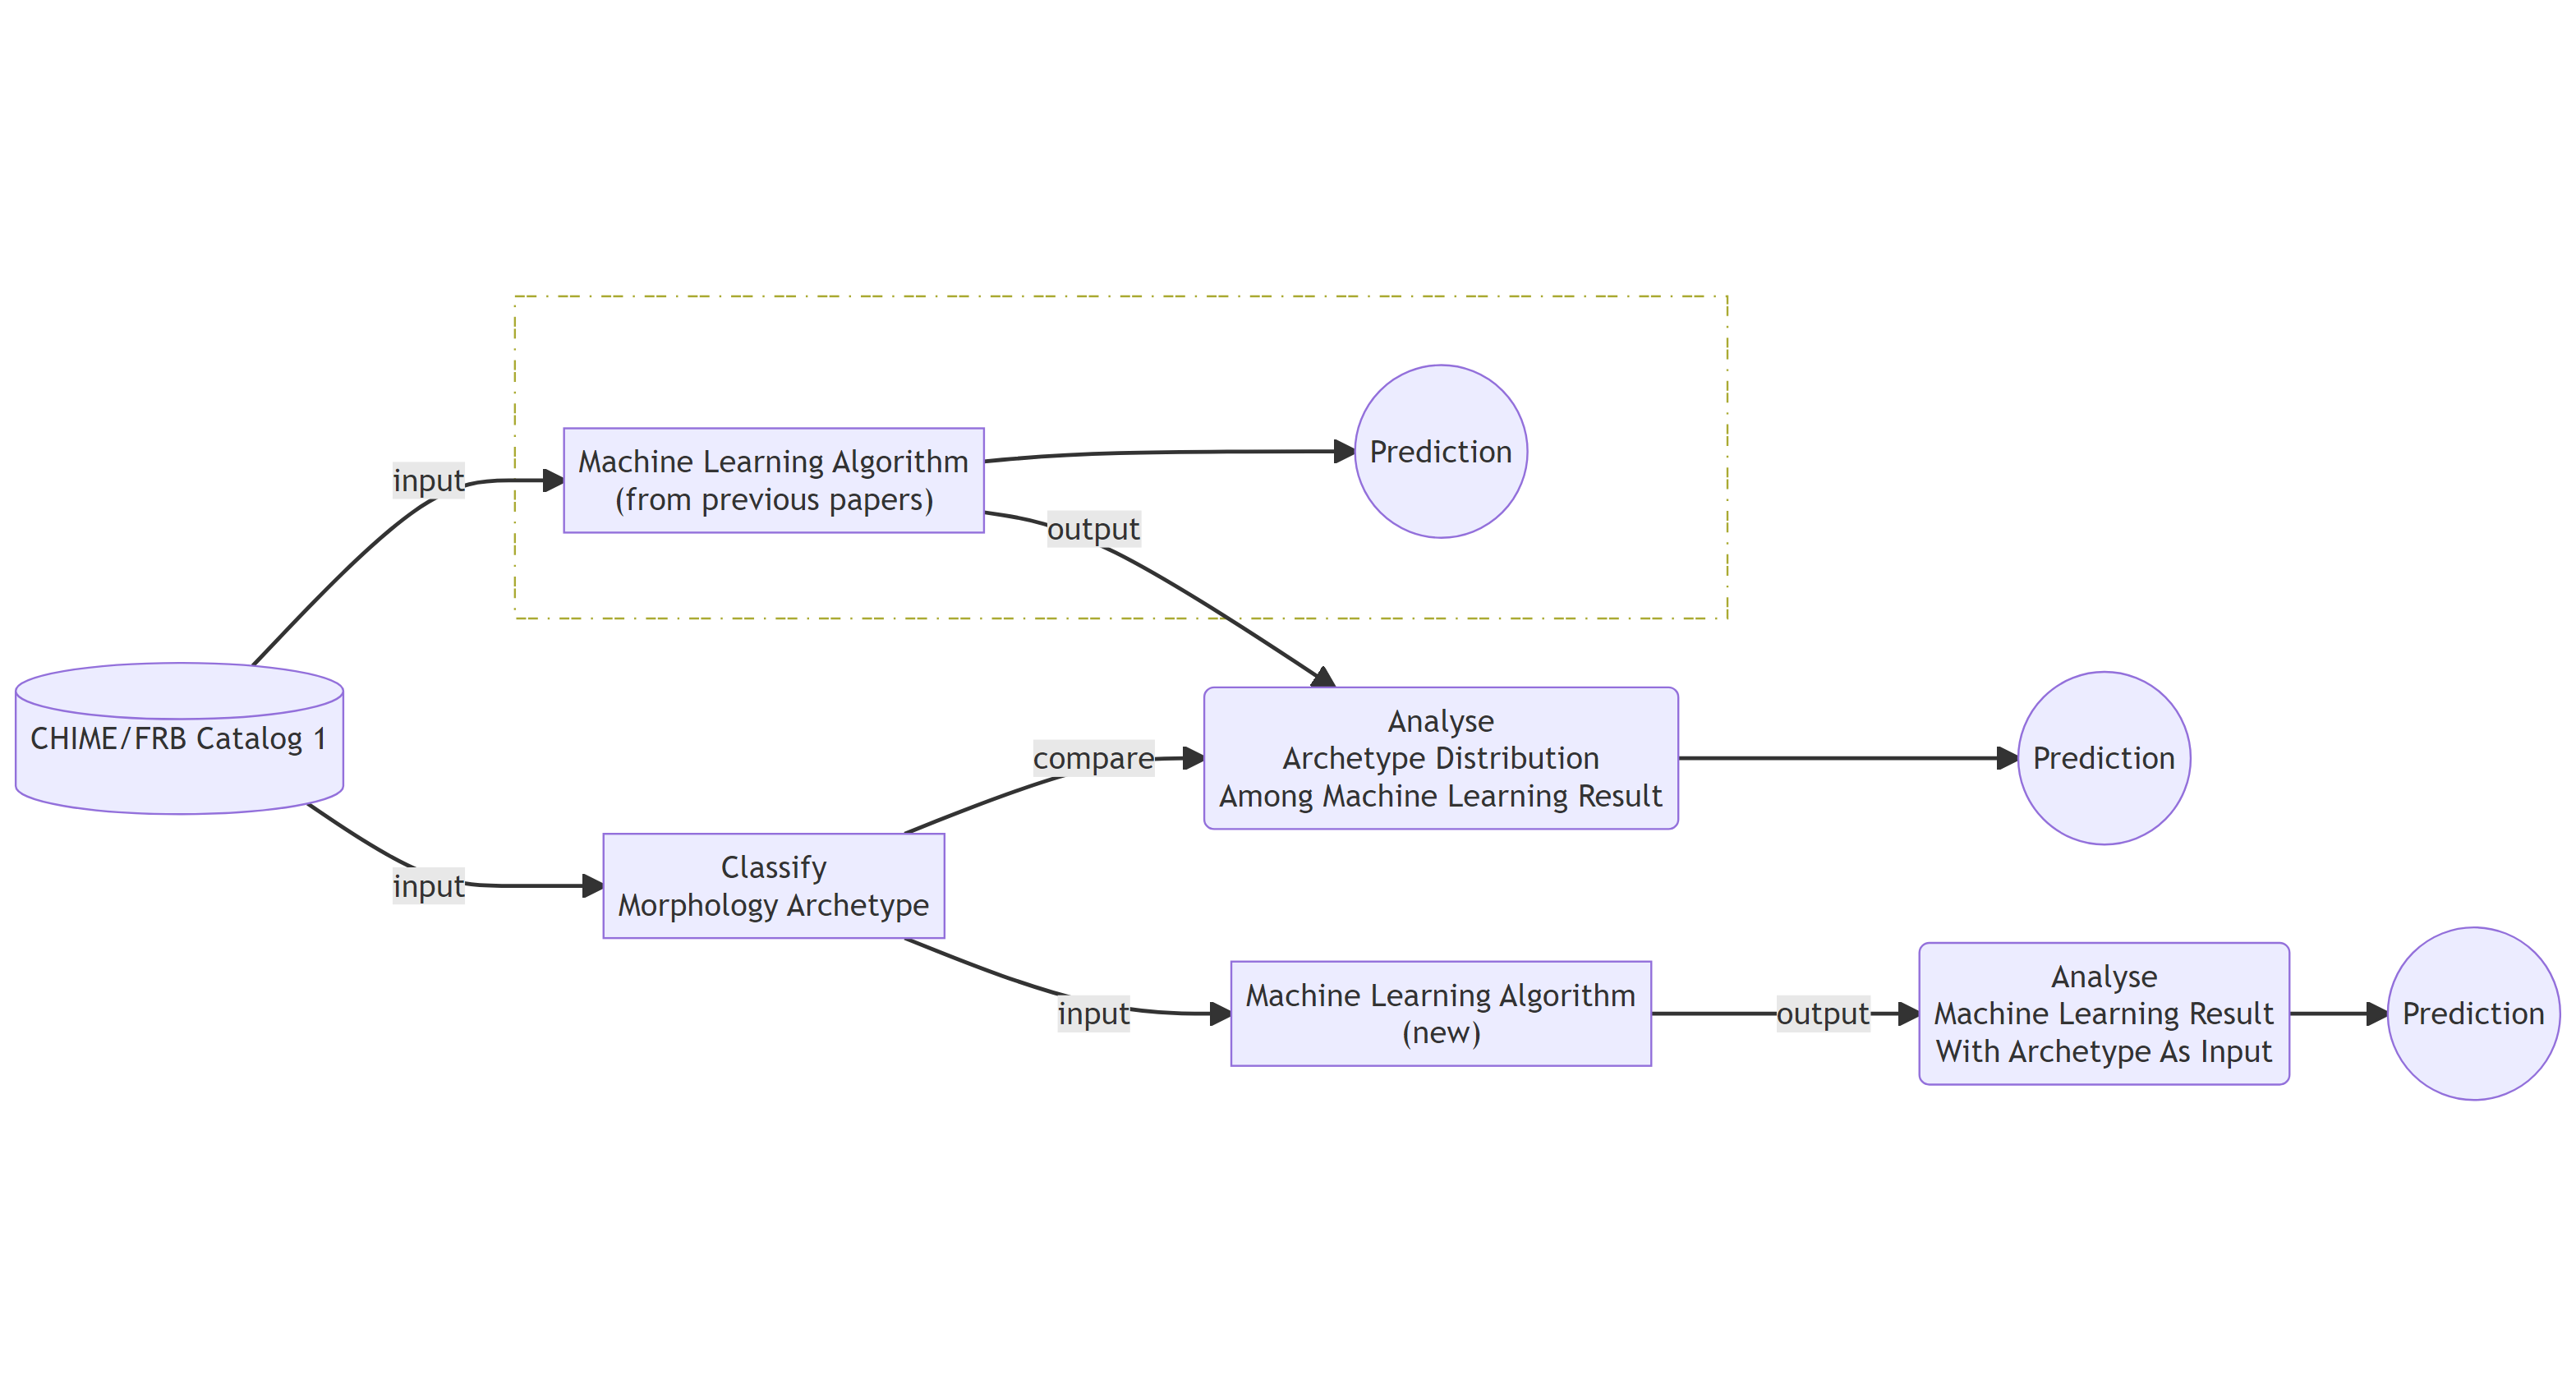 input
Machine Learning Algorithm
(from previous papers)
Prediction
output
CHIME/FRB Catalog 1
input
Classify
Morphology Archetype
compare
Analyse
Archetype Distribution
Among Machine Learning Result
Prediction
input
Machine Learning Algorithm
(new)
output
Analyse
Machine Learning Result
With Archetype As Input
Prediction